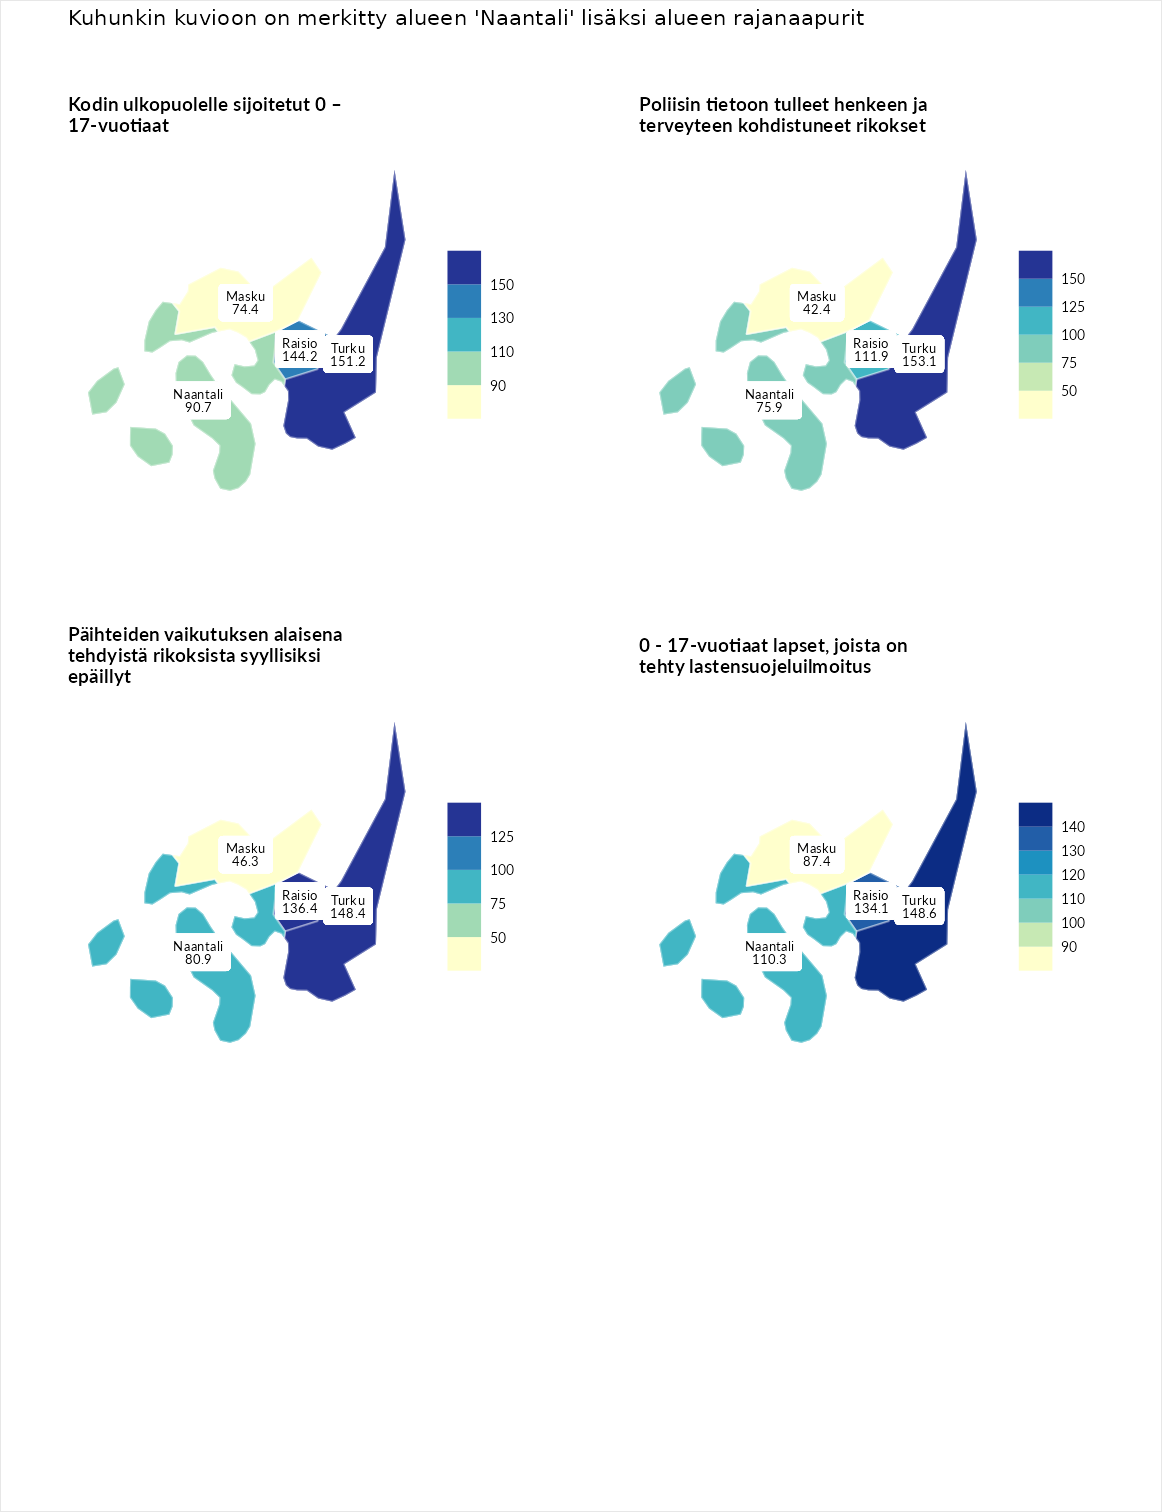 Kuhunkin kuvioon on merkitty alueen 'Naantali' lisäksi alueen rajanaapurit
Kodin ulkopuolelle sijoitetut 0 –
17-vuotiaat
Masku
74.4
Raisio
144.2
Turku
151.2
Naantali
90.7
150
130
110
90
Poliisin tietoon tulleet henkeen ja
terveyteen kohdistuneet rikokset
Masku
42.4
Raisio
111.9
Turku
153.1
Naantali
75.9
150
125
100
75
50
Päihteiden vaikutuksen alaisena
tehdyistä rikoksista syyllisiksi
epäillyt
Masku
46.3
Raisio
136.4
Turku
148.4
Naantali
80.9
125
100
75
50
0 - 17-vuotiaat lapset, joista on
tehty lastensuojeluilmoitus
Masku
87.4
Raisio
134.1
Turku
148.6
Naantali
110.3
140
130
120
110
100
90